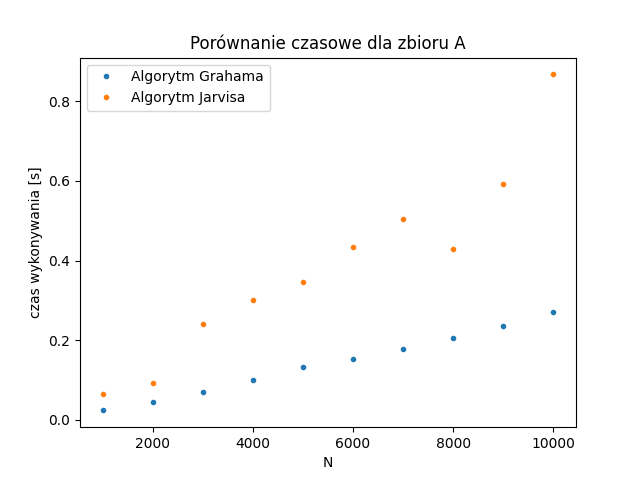 Porównanie czasowe dla zbioru A
Algorytm Grahama
Algorytm Jarvisa
czas wykonywania [s]
0.8
0.6
0.4
0.2
0.0
2000 4000 6000 8000 10000
N